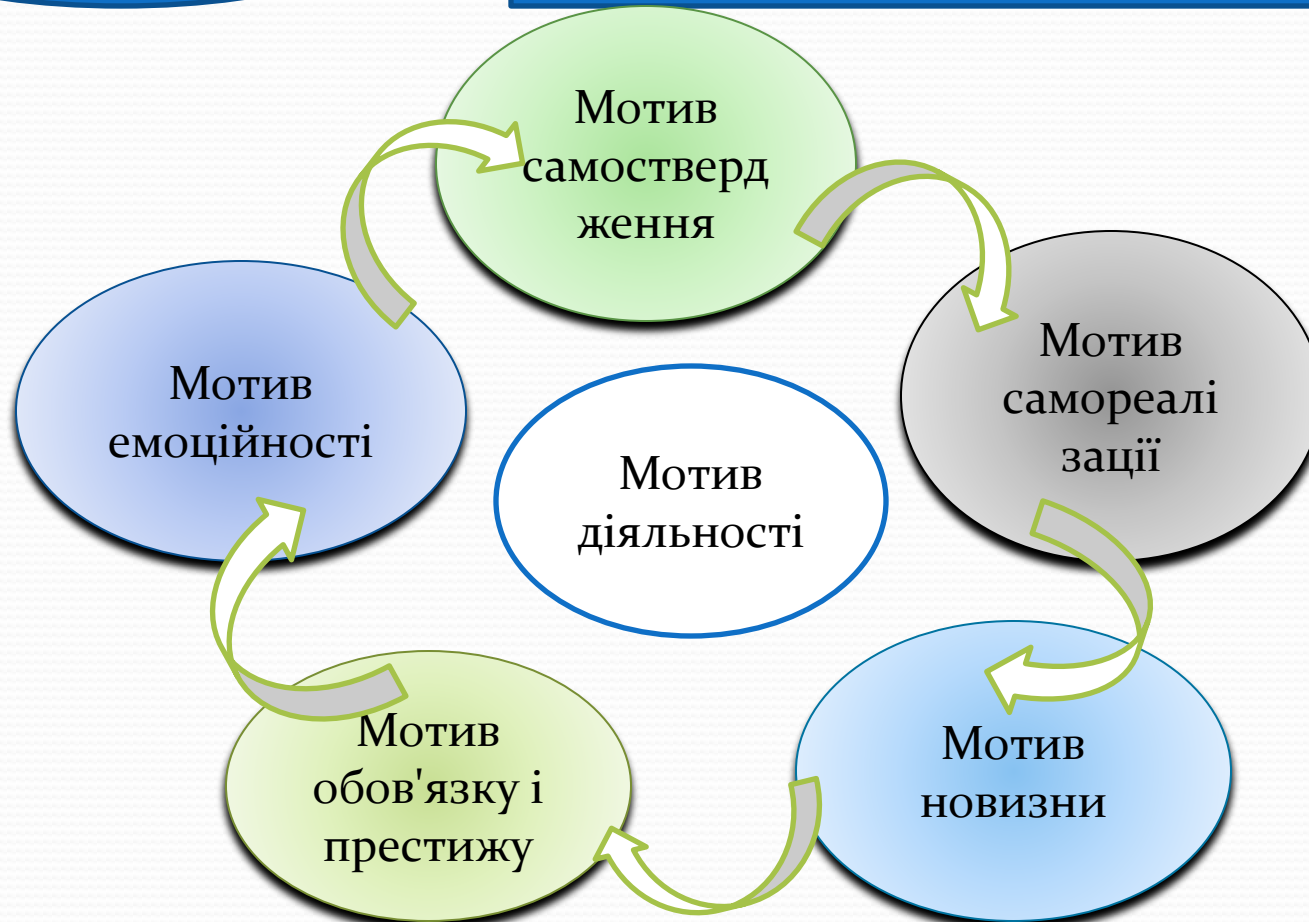 Мотив
самостверд
ження
Мотив
самореалі
зації
Мотив
новизни
Мотив
обов'язку і
престижу
Мотив
емоційності
Мотив
діяльності